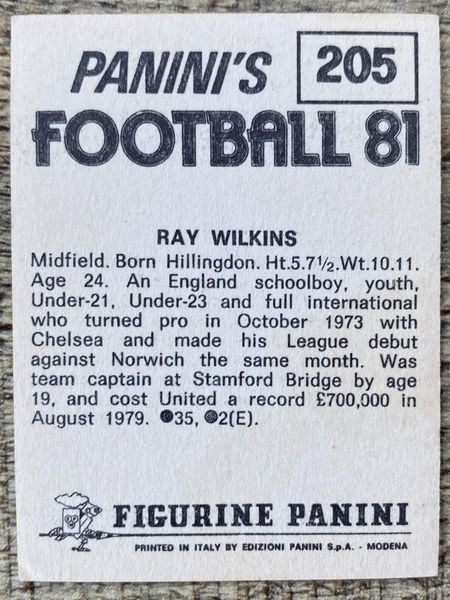 PANINI'S
205
FOOTBALL 81
RAY WILKINS
Midfield. Born Hillingdon. Ht.5.7½.Wt.10.11.
Age 24. An England schoolboy, youth,
Under-21, Under-23 and full international
who turned pro in October 1973 with
Chelsea and made his League debut
against Norwich the same month. Was
team captain at Stamford Bridge by age
19, and cost United a record £700,000 in
August 1979. ●35, ●2(E).
FIGURINE PANINI
PRINTED IN ITALY BY EDIZIONI PANINI S.p.A. - MODENA